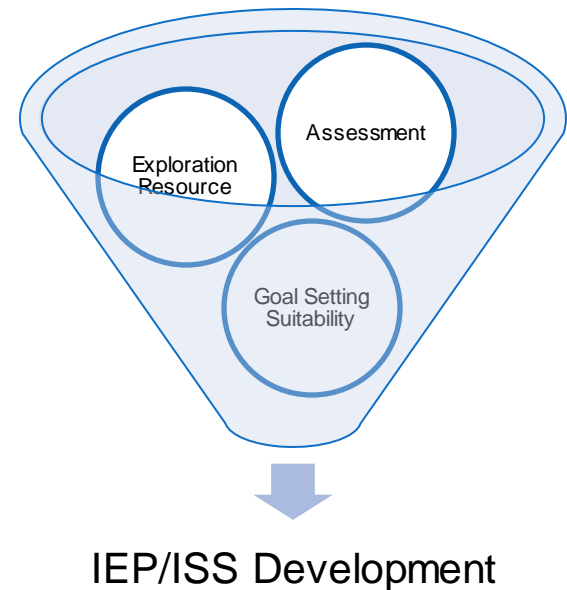 Assessment
Exploration
Resource
Goal Setting
Suitability
IEP/ISS Development